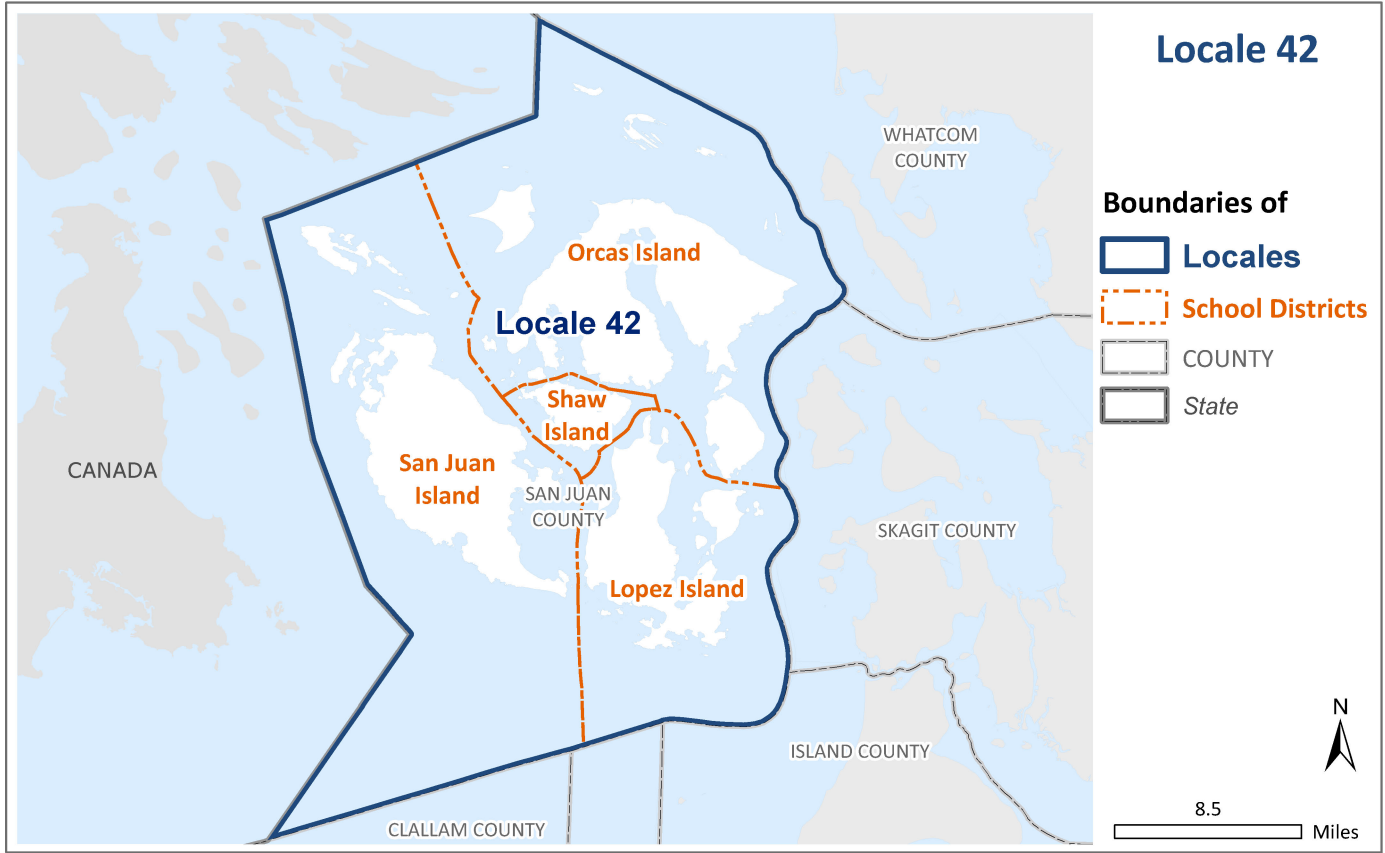 Locale 42
WHATCOM
COUNTY
Boundaries of
Locales
School Districts
COUNTY
State
Orcas Island
Locale 42
Shaw
Island
San Juan
Island
CANADA
SAN JUAN
COUNTY
SKAGIT COUNTY
Lopez Island
ISLAND COUNTY
CLALLAM COUNTY
N
8.5
Miles